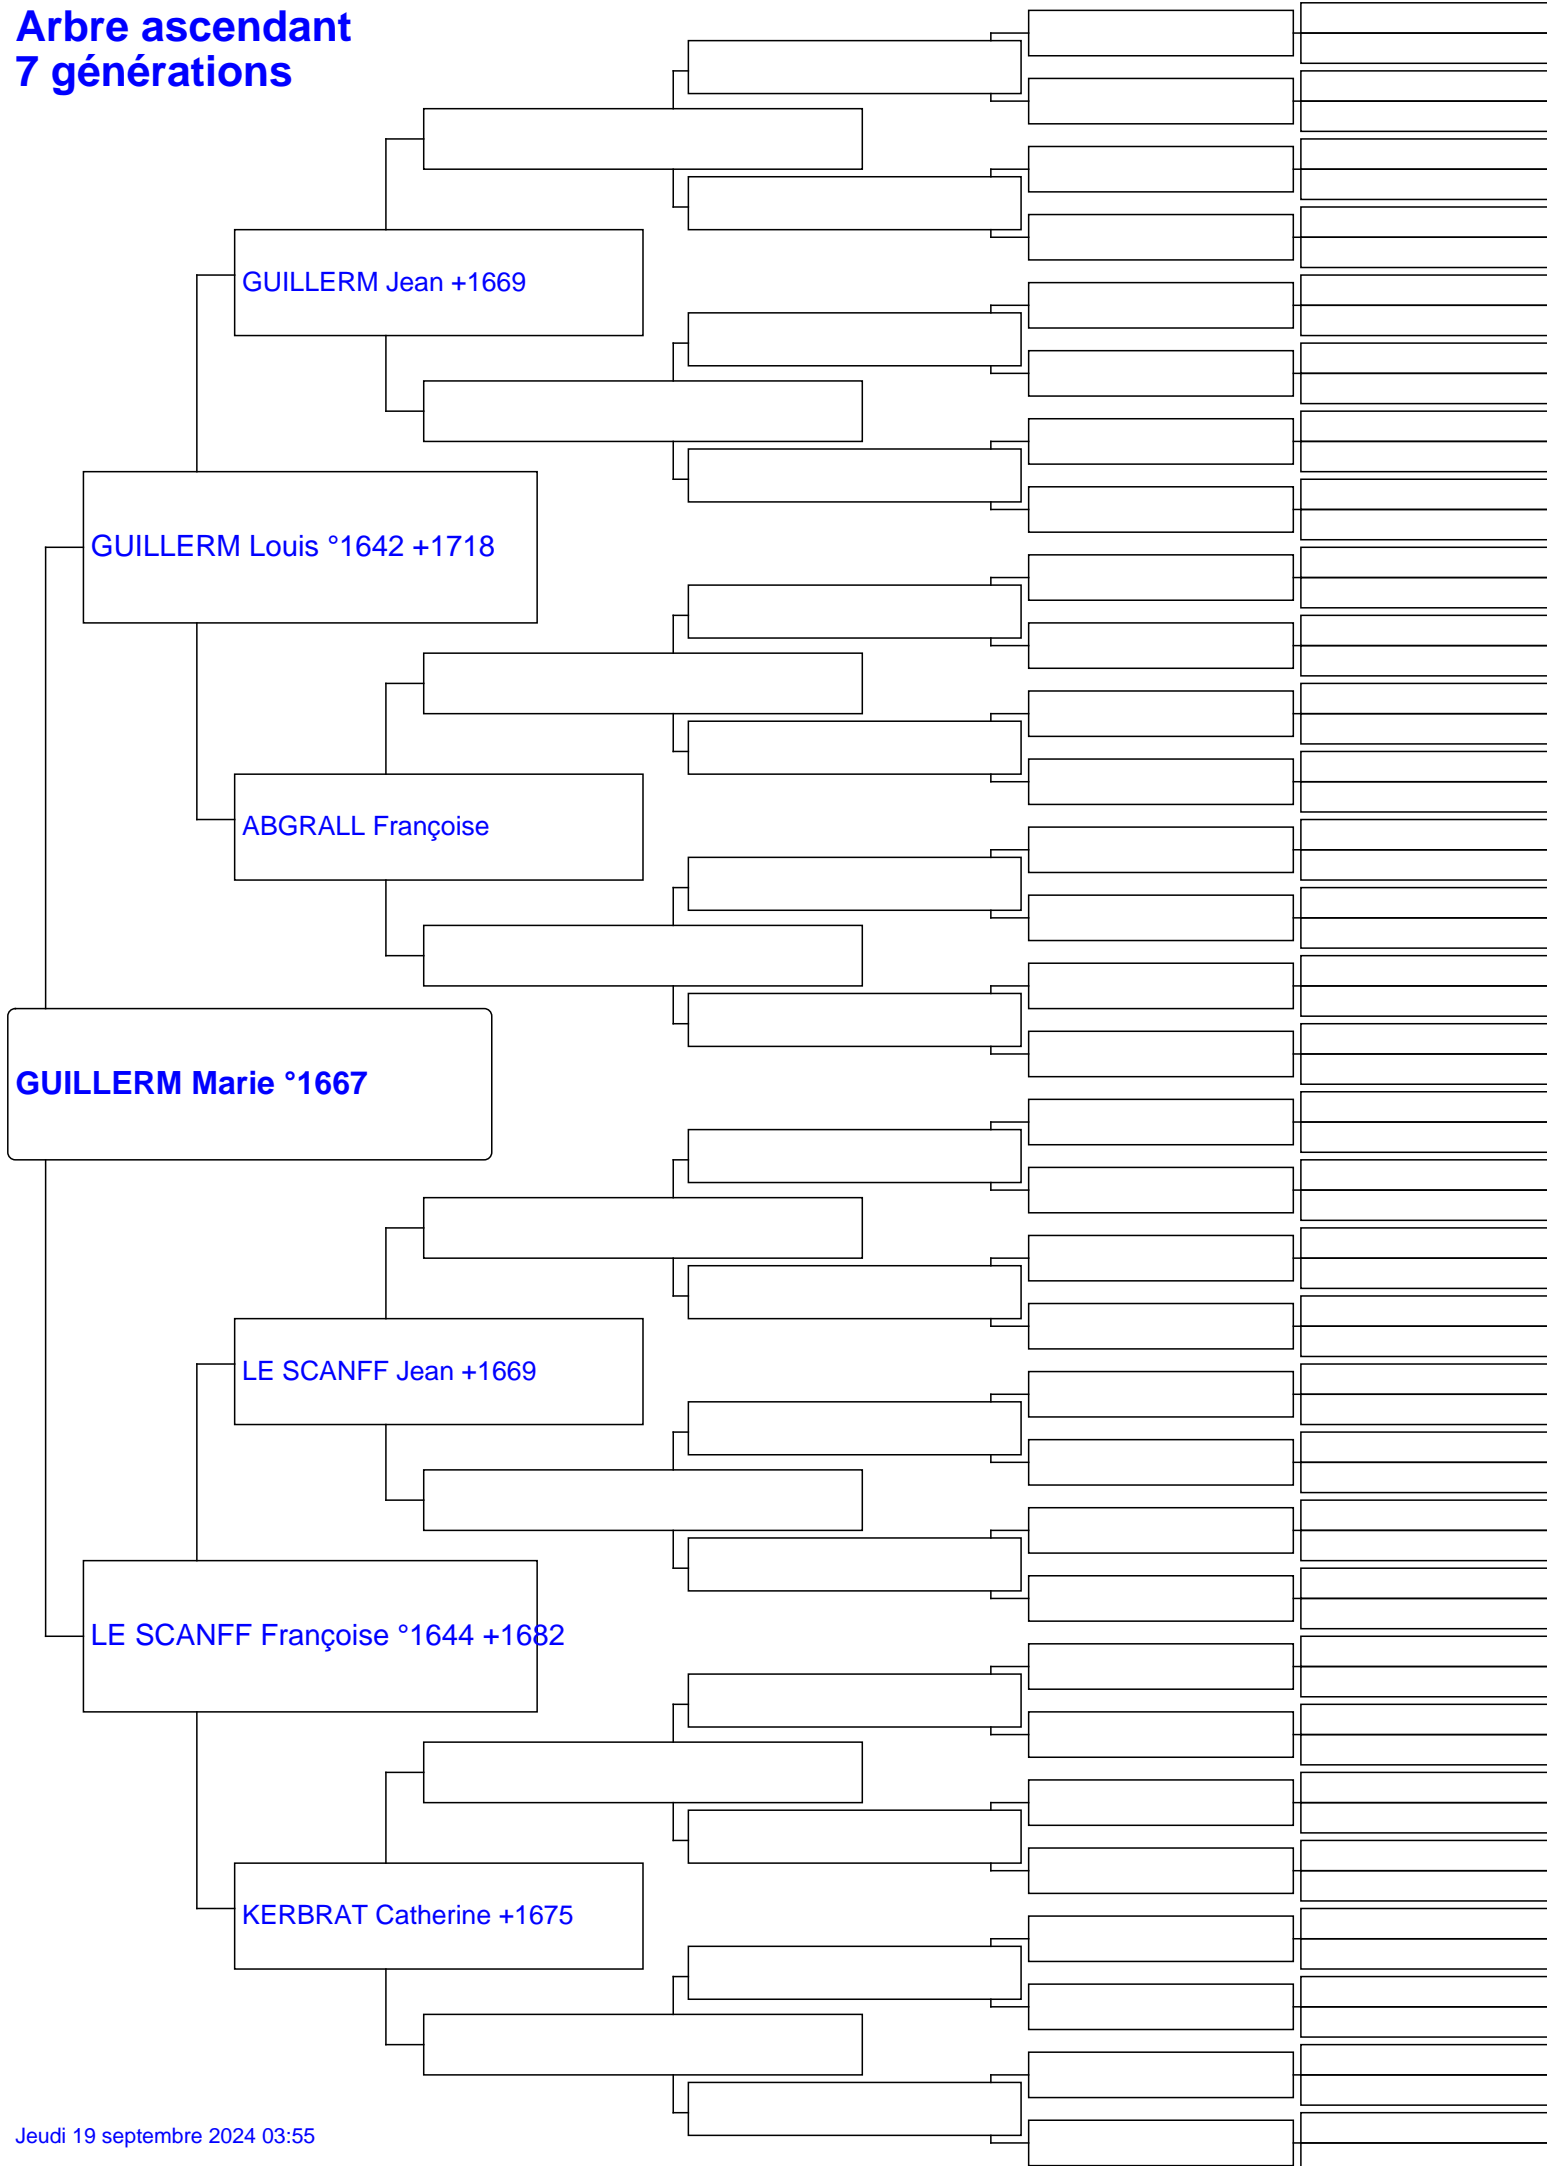 Arbre ascendant
7 générations
GUILLERM Jean +1669
GUILLERM Louis °1642 +1718
ABGRALL Françoise
GUILLERM Marie °1667
LE SCANFF Jean +1669
LE SCANFF Françoise °1644 +1682
KERBRAT Catherine +1675
Jeudi 19 septembre 2024 03:55